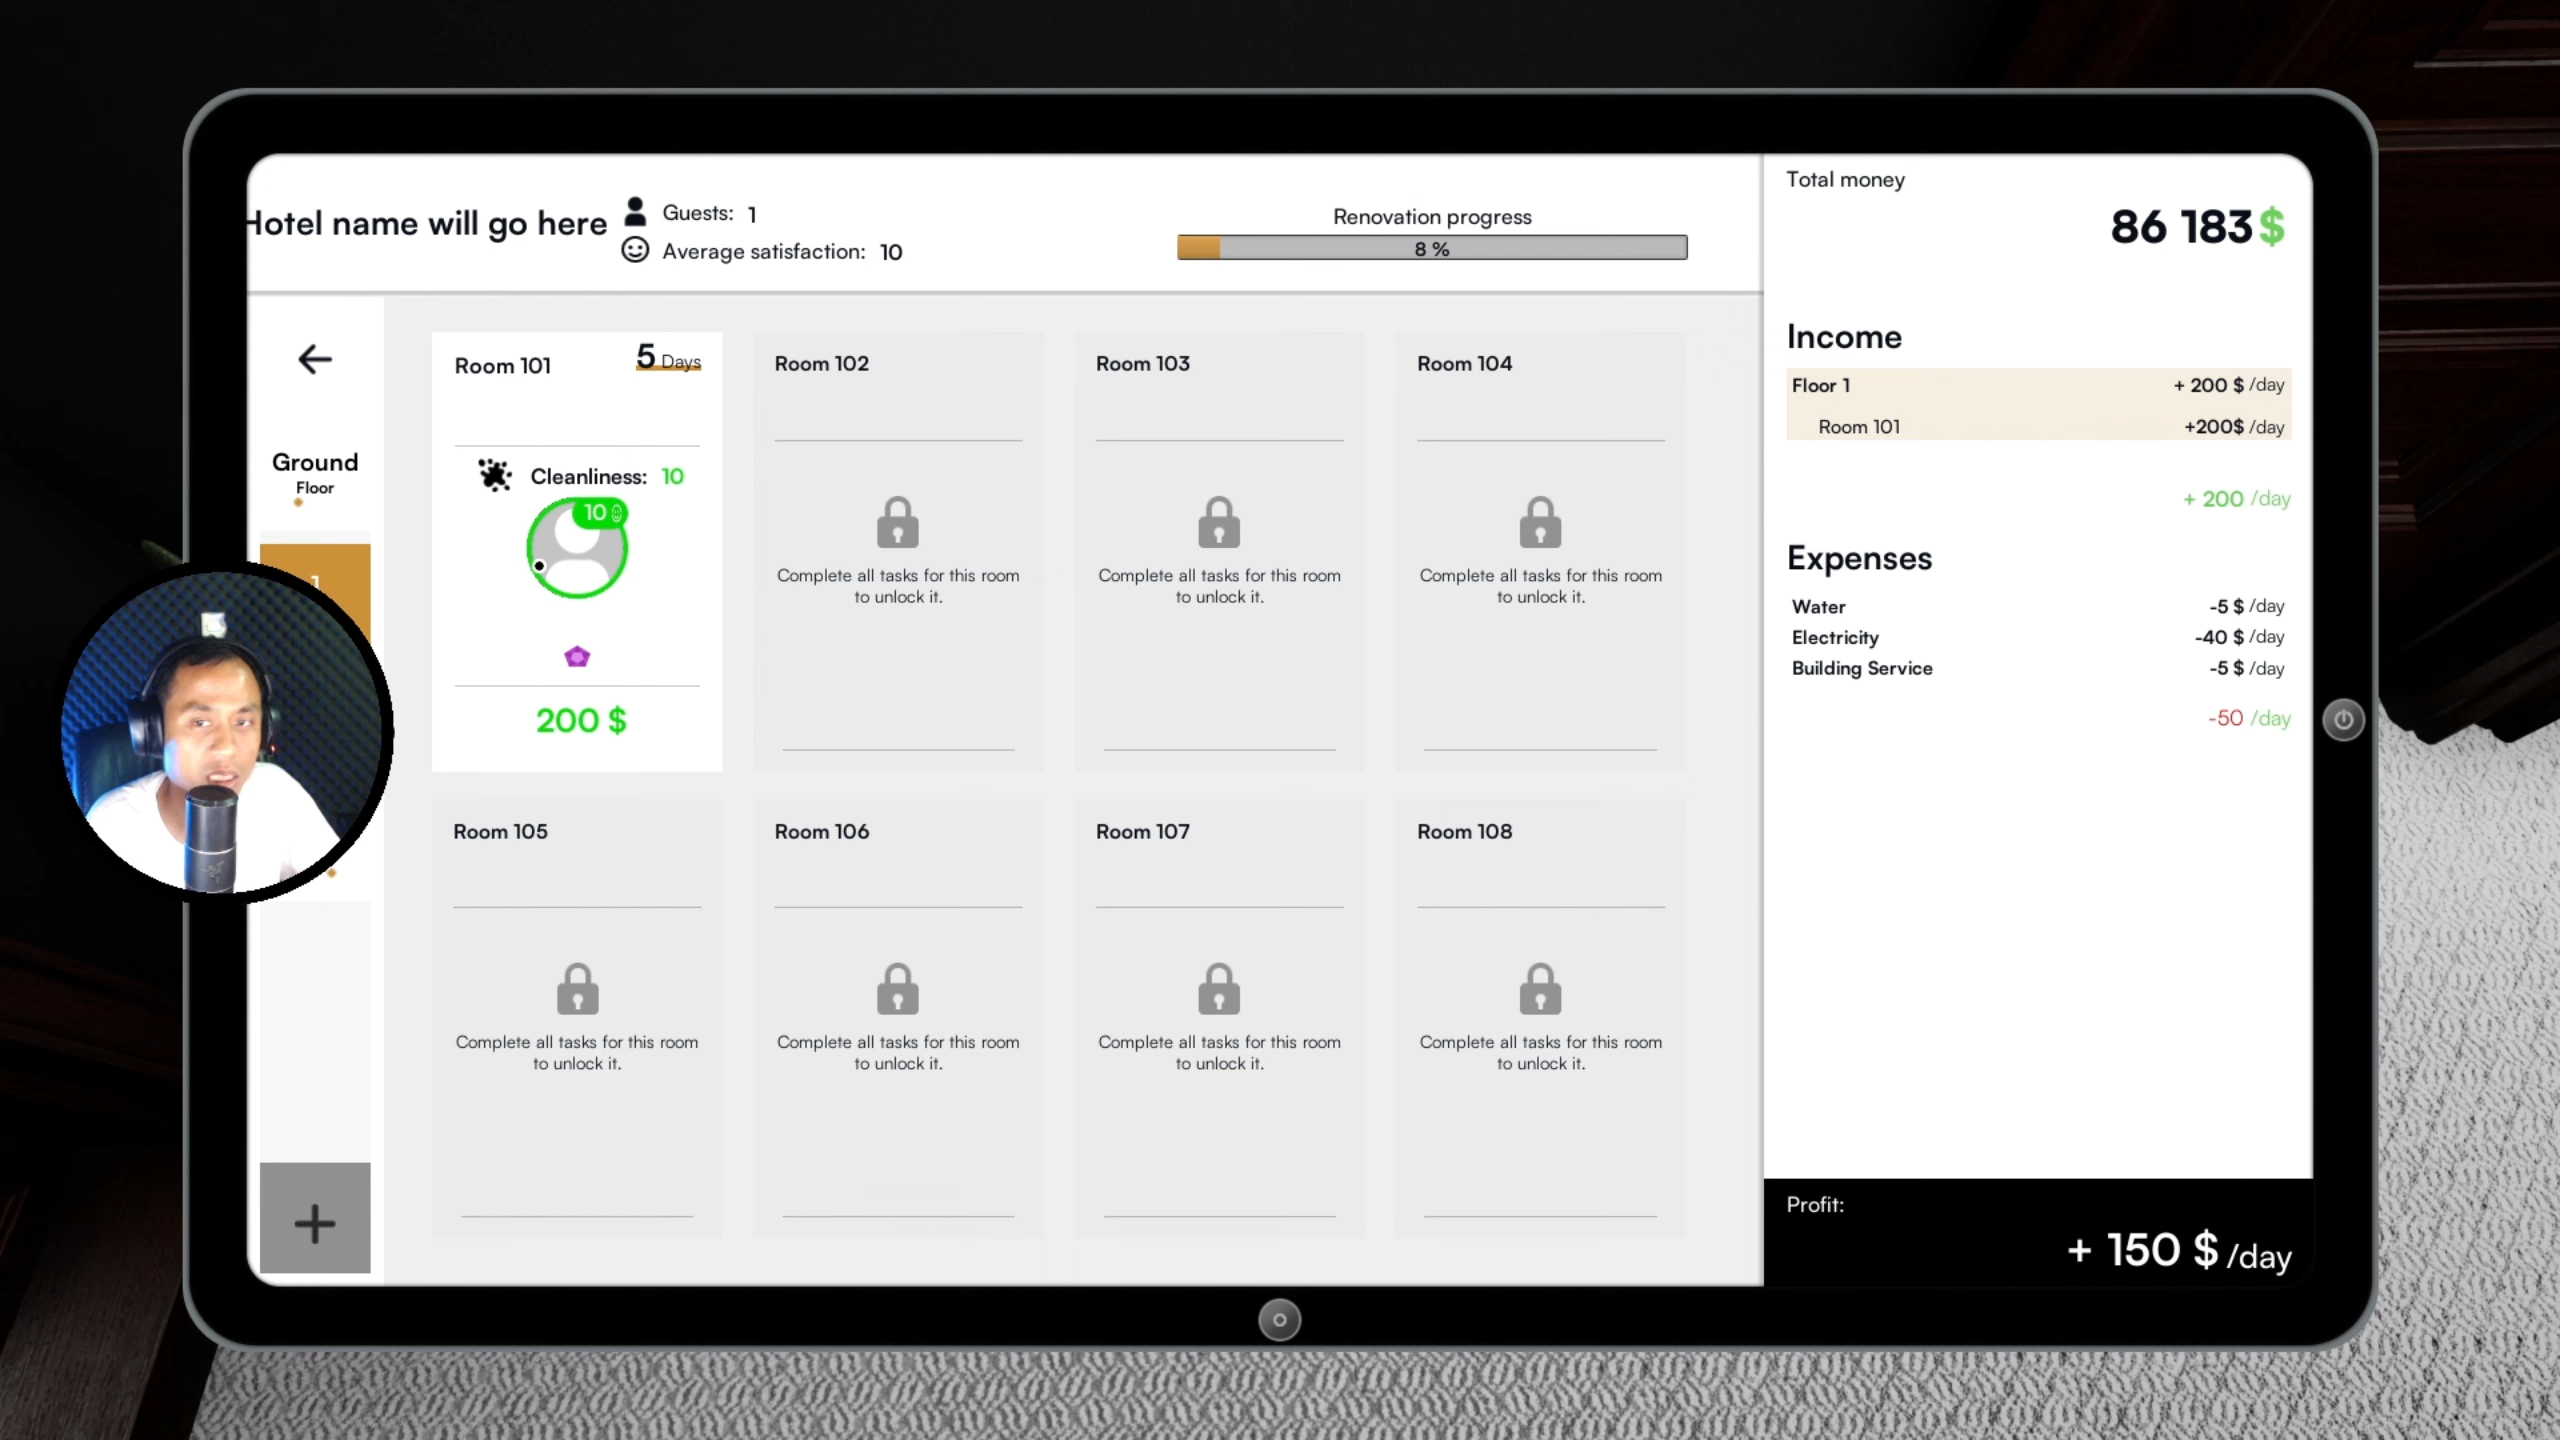 Hotel name will go here
Guests: 1
Average satisfaction: 10
Renovation progress
8 %
Total money
86 183 $
Ground
Floor
1
Room 101
5 Days
Cleanliness: 10
10
200 $
Room 102
Complete all tasks for this room
to unlock it.
Room 103
Complete all tasks for this room
to unlock it.
Room 104
Complete all tasks for this room
to unlock it.
Room 105
Complete all tasks for this room
to unlock it.
Room 106
Complete all tasks for this room
to unlock it.
Room 107
Complete all tasks for this room
to unlock it.
Room 108
Complete all tasks for this room
to unlock it.
Income
Floor 1 + 200 $ /day
Room 101 +200$ /day
+ 200 /day
Expenses
Water -5 $ /day
Electricity -40 $ /day
Building Service -5 $ /day
-50 /day
Profit:
+ 150 $ /day